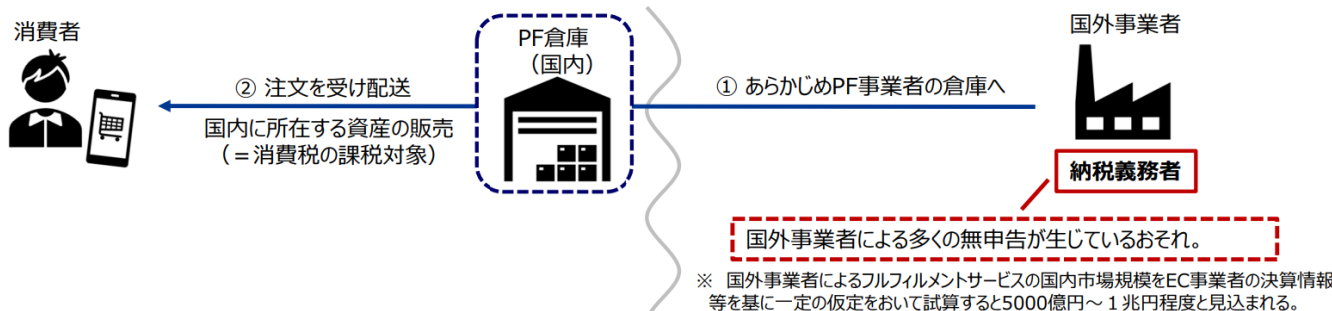 消費者
② 注文を受け配送
国内に所在する資産の販売
（＝消費税の課税対象）
PF倉庫
（国内）
① あらかじめPF事業者の倉庫へ
国外事業者
納税義務者
国外事業者による多くの無申告が生じているおそれ。
※ 国外事業者によるフルフィルメントサービスの国内市場規模をEC事業者の決算情報
等を基に一定の仮定をおいて試算すると5000億円～１兆円程度と見込まれる。